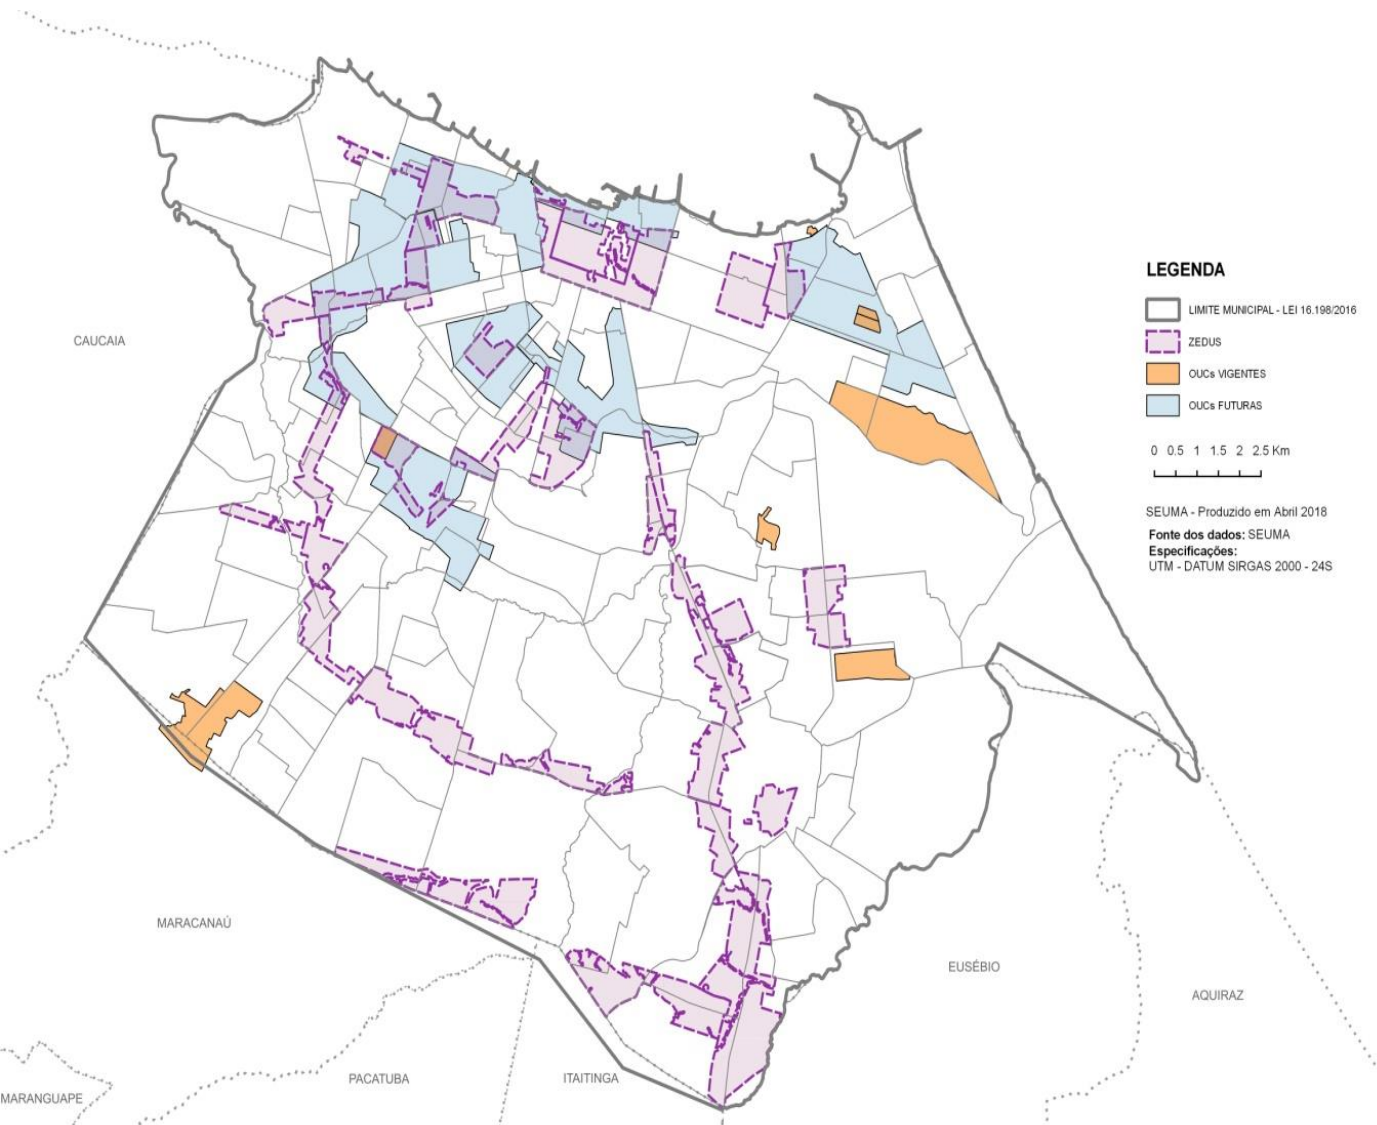 LEGENDA
LIMITE MUNICIPAL - LEI 16.198/2016
CAUCAIA
ZEDUS
OUCs VIGENTES
OUCs FUTURAS
0 0.5 1 1.5 2 2.5 Km
SEUMA - Produzido em Abril 2018
Fonte dos dados: SEUMA
Especificações:
UTM - DATUM SIRGAS 2000 - 24S
MARACANAÚ
EUSÉBIO
AQUIRAZ
PACATUBA
ITAITINGA
MARANGUAPE